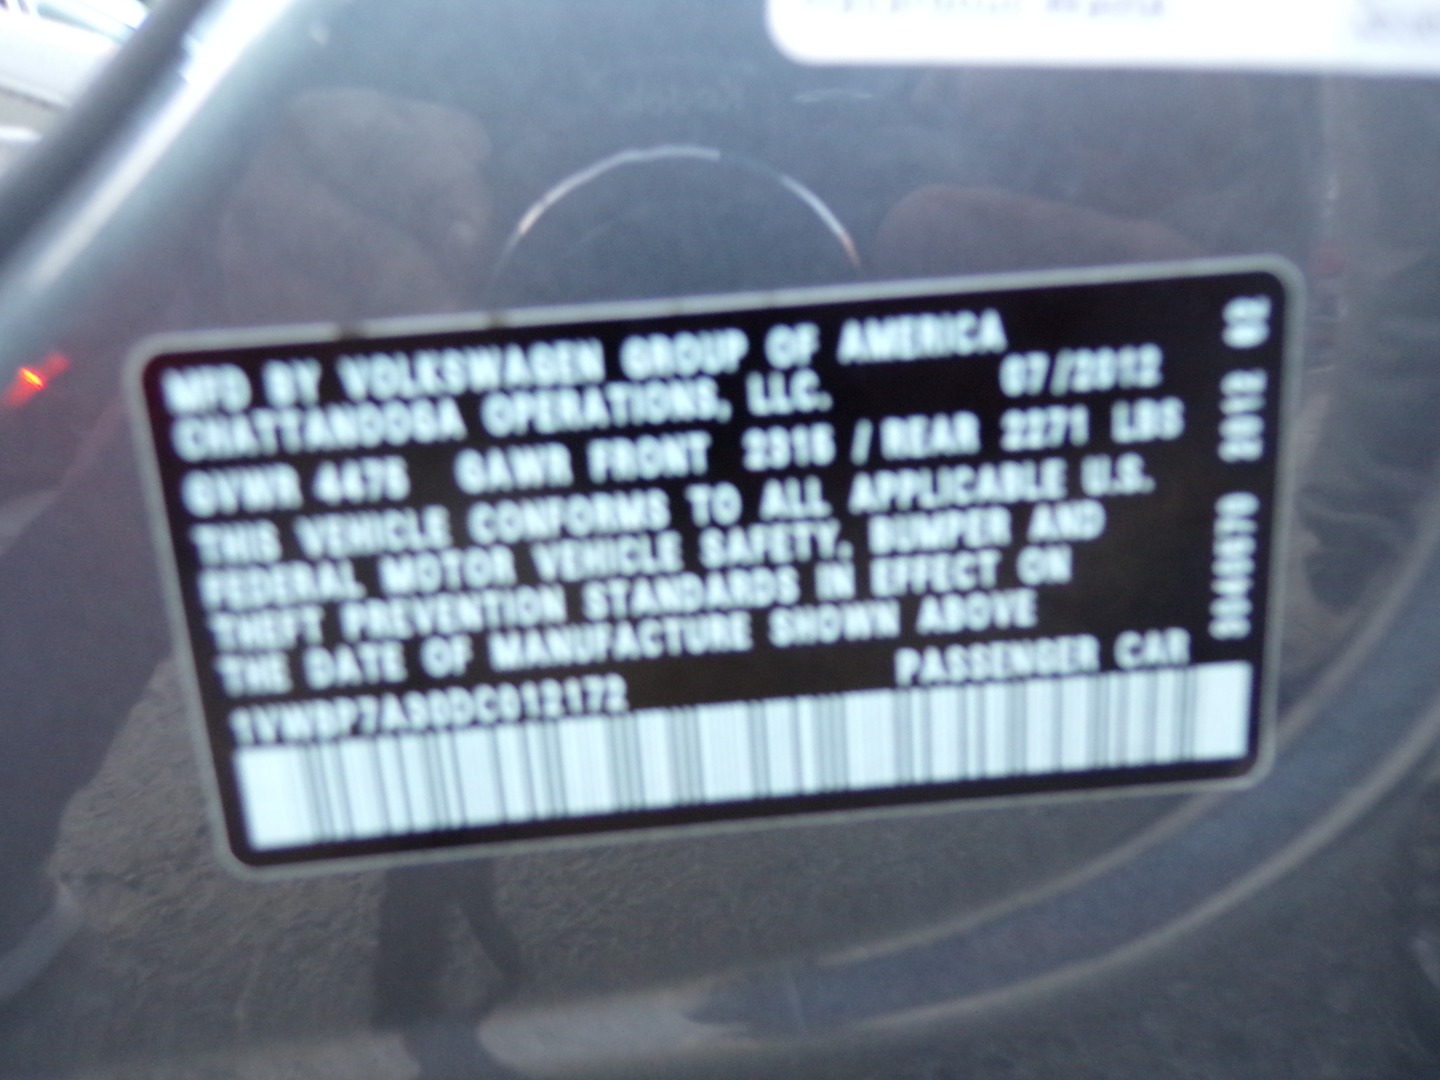 MFD BY VOLKSWAGEN GROUP OF AMERICA
CHATTANOOGA OPERATIONS, LLC. 07/2012
GVWR 4475 GAWR FRONT 2315 / REAR 2271 LBS
THIS VEHICLE CONFORMS TO ALL APPLICABLE U.S.
FEDERAL MOTOR VEHICLE SAFETY, BUMPER AND
THEFT PREVENTION STANDARDS IN EFFECT ON
THE DATE OF MANUFACTURE SHOWN ABOVE
PASSENGER CAR
2012